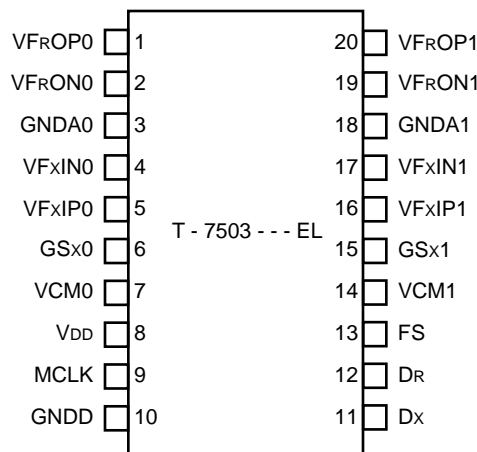 VFROP0 1 20 VFROP1
VFRON0 2 19 VFRON1
GNDA0 3 18 GNDA1
VFXIN0 4 17 VFXIN1
VFXIP0 5 16 VFXIP1
T - 7503 - - - EL
GSX0 6 15 GSX1
VCM0 7 14 VCM1
VDD 8 13 FS
MCLK 9 12 DR
GNDD 10 11 DX